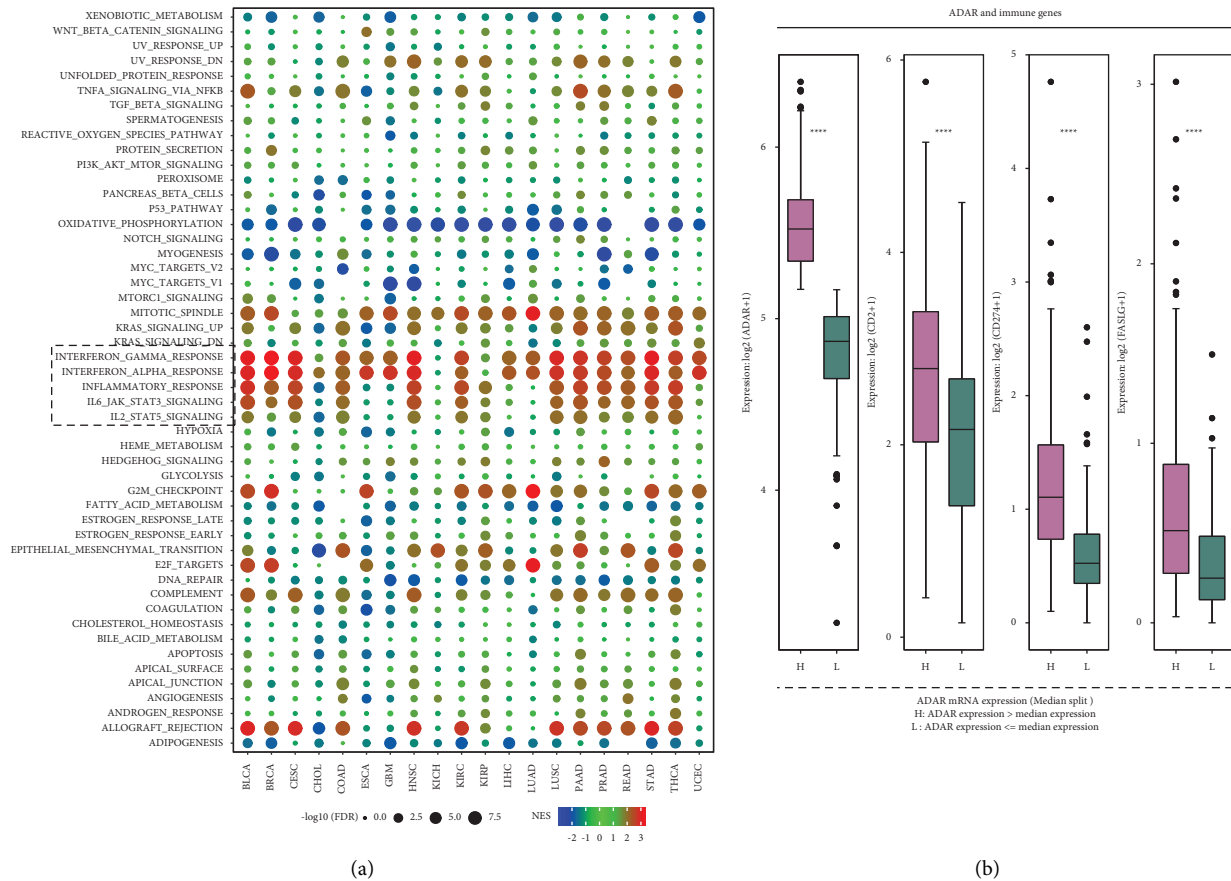 XENOBIOTIC_METABOLISM
WNT_BETA_CATENIN_SIGNALING
UV_RESPONSE_UP
UV_RESPONSE_DN
UNFOLDED_PROTEIN_RESPONSE
TNFA_SIGNALING_VIA_NFKB
TGF_BETA_SIGNALING
SPERMATOGENESIS
REACTIVE_OXYGEN_SPECIES_PATHWAY
PROTEIN_SECRETION
PI3K_AKT_MTOR_SIGNALING
PEROXISOME
PANCREAS_BETA_CELLS
P53_PATHWAY
OXIDATIVE_PHOSPHORYLATION
NOTCH_SIGNALING
MYOGENESIS
MYC_TARGETS_V2
MYC_TARGETS_V1
MTORC1_SIGNALING
MITOTIC_SPINDLE
KRAS_SIGNALING_UP
KRAS_SIGNALING_DN
INTERFERON_GAMMA_RESPONSE
INTERFERON_ALPHA_RESPONSE
INFLAMMATORY_RESPONSE
IL6_JAK_STAT3_SIGNALING
IL2_STAT5_SIGNALING
HYPOXIA
HEME_METABOLISM
HEDGEHOG_SIGNALING
GLYCOLYSIS
G2M_CHECKPOINT
FATTY_ACID_METABOLISM
ESTROGEN_RESPONSE_LATE
ESTROGEN_RESPONSE_EARLY
EPITHELIAL_MESENCHYMAL_TRANSITION
E2F_TARGETS
DNA_REPAIR
COMPLEMENT
COAGULATION
CHOLESTEROL_HOMEOSTASIS
BILE_ACID_METABOLISM
APOPTOSIS
APICAL_SURFACE
APICAL_JUNCTION
ANGIOGENESIS
ANDROGEN_RESPONSE
ALLOGRAFT_REJECTION
ADIPOGENESIS
BLCA BRCA CESC CHOL COAD ESCA GBM HNSC KICH KIRC KIRP LIHC LUAD LUSC PAAD PRAD READ STAD THCA UCEC
-log10 (FDR) 0.0 2.5 5.0 7.5
NES -2 -1 0 1 2 3
(a)
ADAR and immune genes
Expression: log2 (ADAR+1)
6
5
4
****
H L
Expression: log2 (CD2+1)
6
4
2
0
****
H L
Expression: log2 (CD274+1)
5
4
3
2
1
0
****
H L
Expression: log2 (FASLG+1)
3
2
1
0
****
H L
ADAR mRNA expression (Median split )
H: ADAR expression > median expression
L : ADAR expression <= median expression
(b)